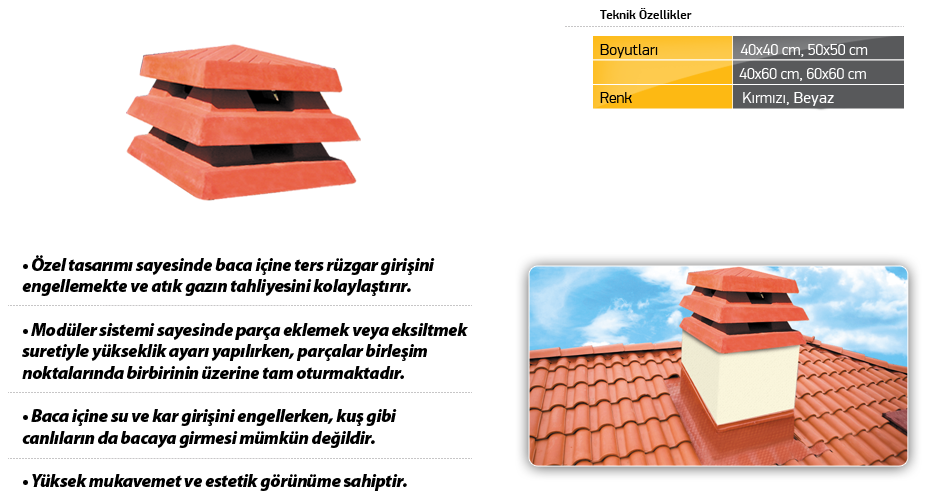 Teknik Özellikler
Boyutları 40x40 cm, 50x50 cm
40x60 cm, 60x60 cm
Renk Kırmızı, Beyaz
• Özel tasarımı sayesinde baca içine ters rüzgar girişini
engellemekte ve atık gazın tahliyesini kolaylaştırır.
• Modüler sistemi sayesinde parça eklemek veya eksiltmek
suretiyle yükseklik ayarı yapılırken, parçalar birleşim
noktalarında birbirinin üzerine tam oturmaktadır.
• Baca içine su ve kar girişini engellerken, kuş gibi
canlıların da bacaya girmesi mümkün değildir.
• Yüksek mukavemet ve estetik görünüme sahiptir.